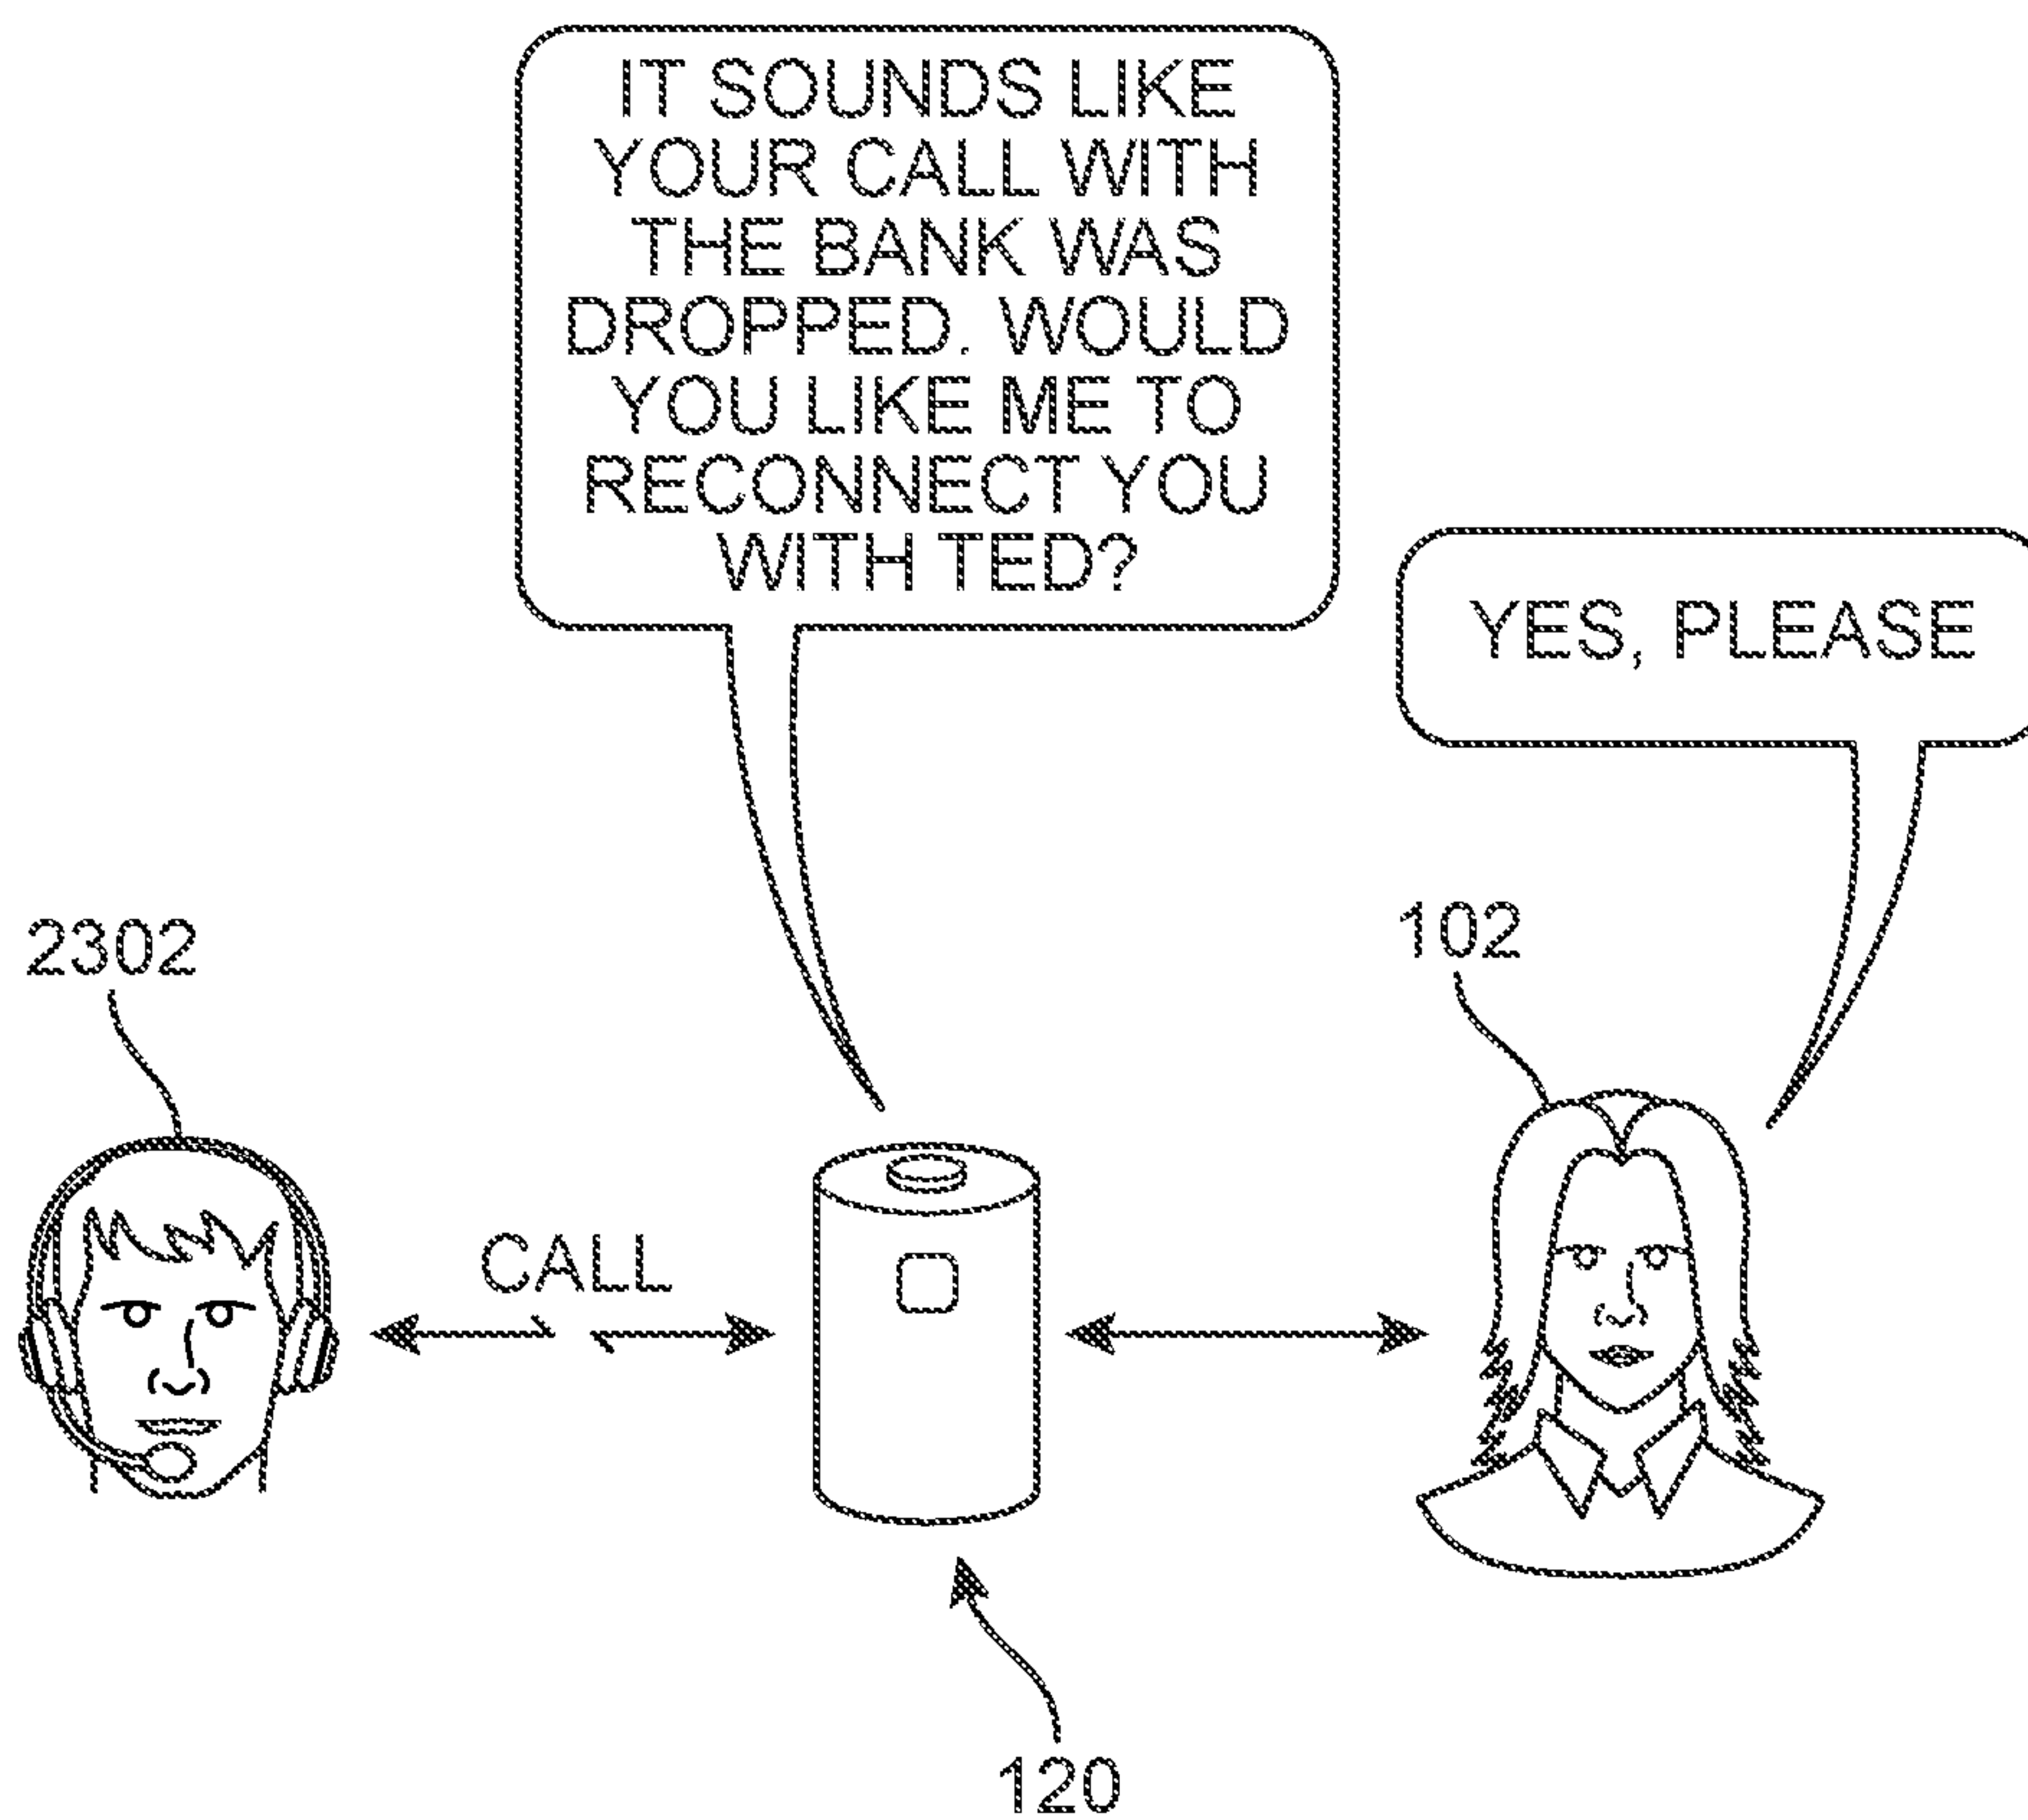 IT SOUNDS LIKE
YOUR CALL WITH
THE BANK WAS
DROPPED. WOULD
YOU LIKE ME TO
RECONNECT YOU
WITH TED?
YES, PLEASE
2302
102
CALL
120